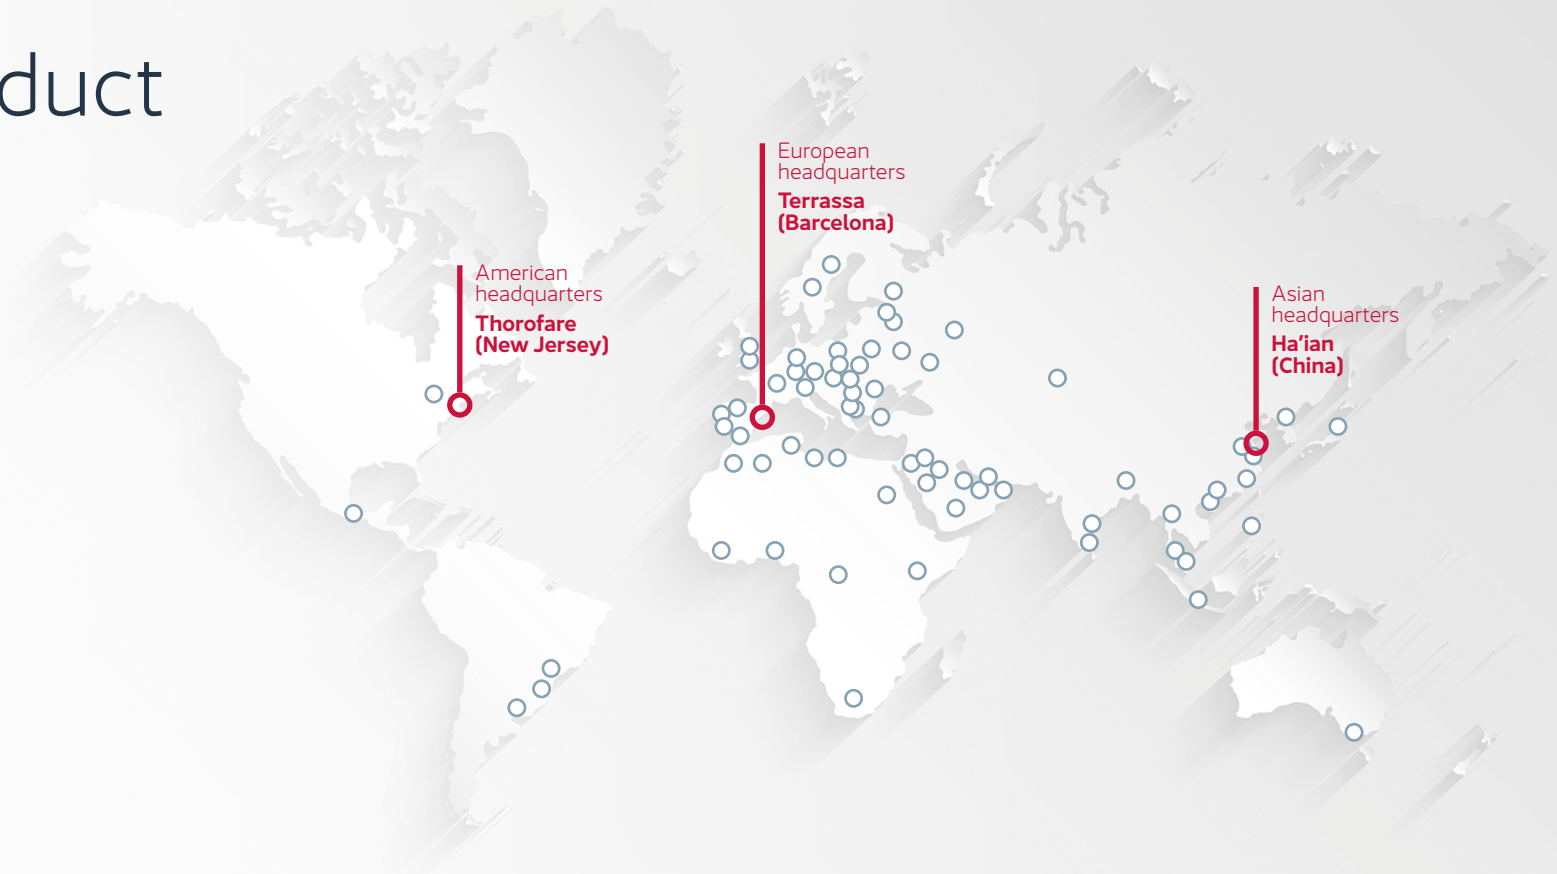 duct
European
headquarters
Terrassa
(Barcelona)
American
headquarters
Thorofare
(New Jersey)
Asian
headquarters
Ha’ian
(China)